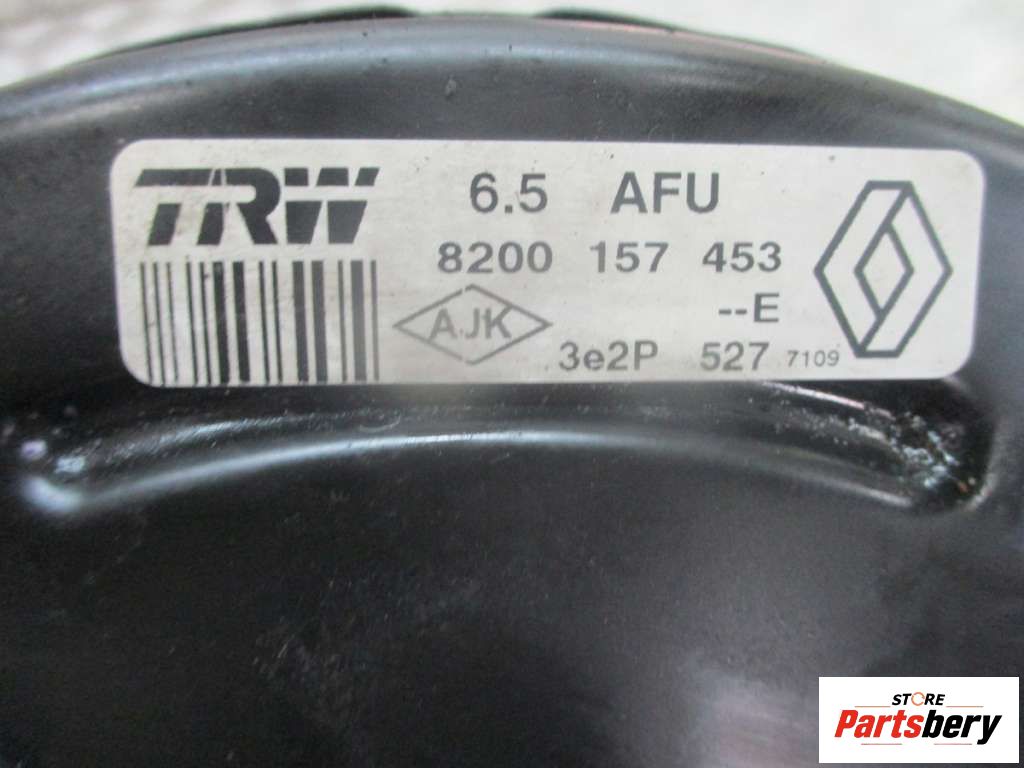 TRW 6.5 AFU
8200 157 453
AJK --E
3e2P 527 7109
STORE
Partsbery